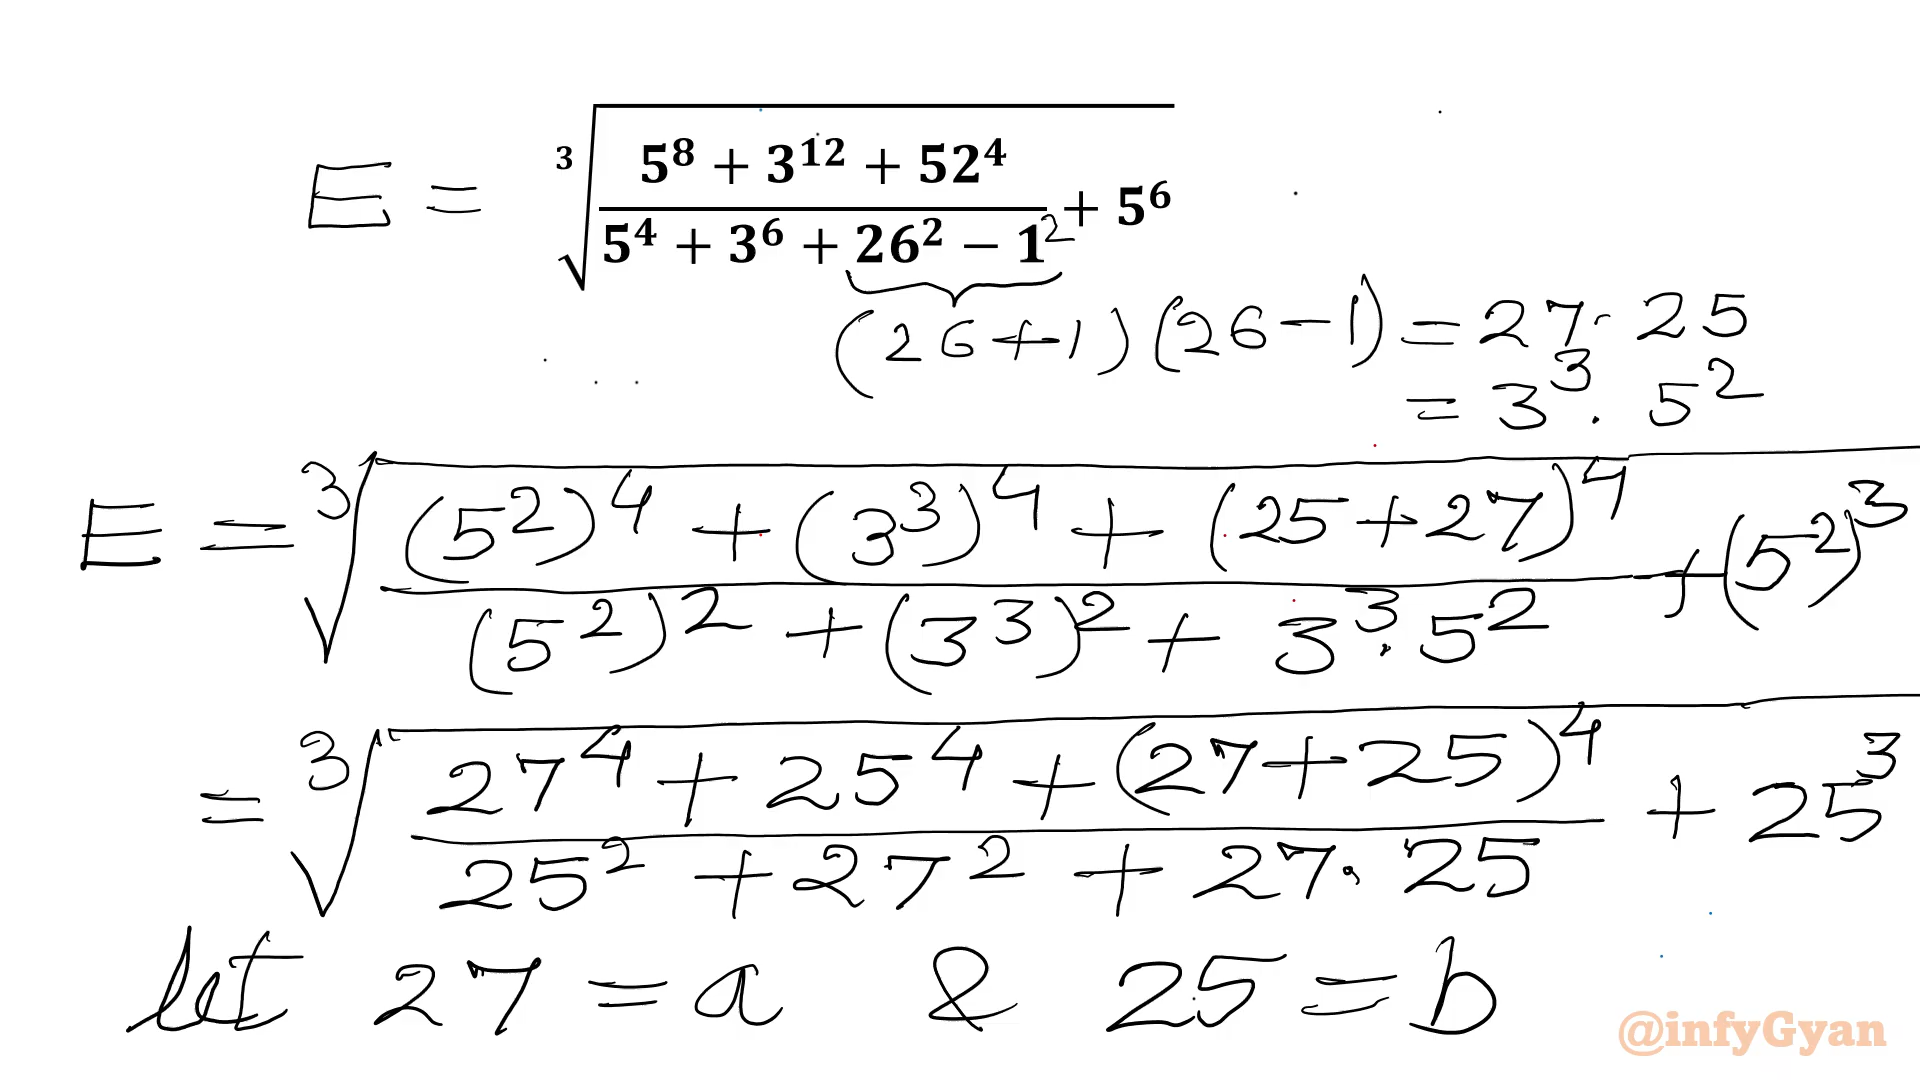 E = ∛((5⁸ + 3¹² + 52⁴)/(5⁴ + 3⁶ + 26² − 1²) + 5⁶)
(26+1)(26−1) = 27·25
= 3³·5²
E = ∛(((5²)⁴ + (3³)⁴ + (25+27)⁴)/((5²)² + (3³)² + 3³·5²) + (5²)³)
= ∛((27⁴ + 25⁴ + (27+25)⁴)/(25² + 27² + 27·25) + 25³)
let 27 = a & 25 = b
@infyGyan